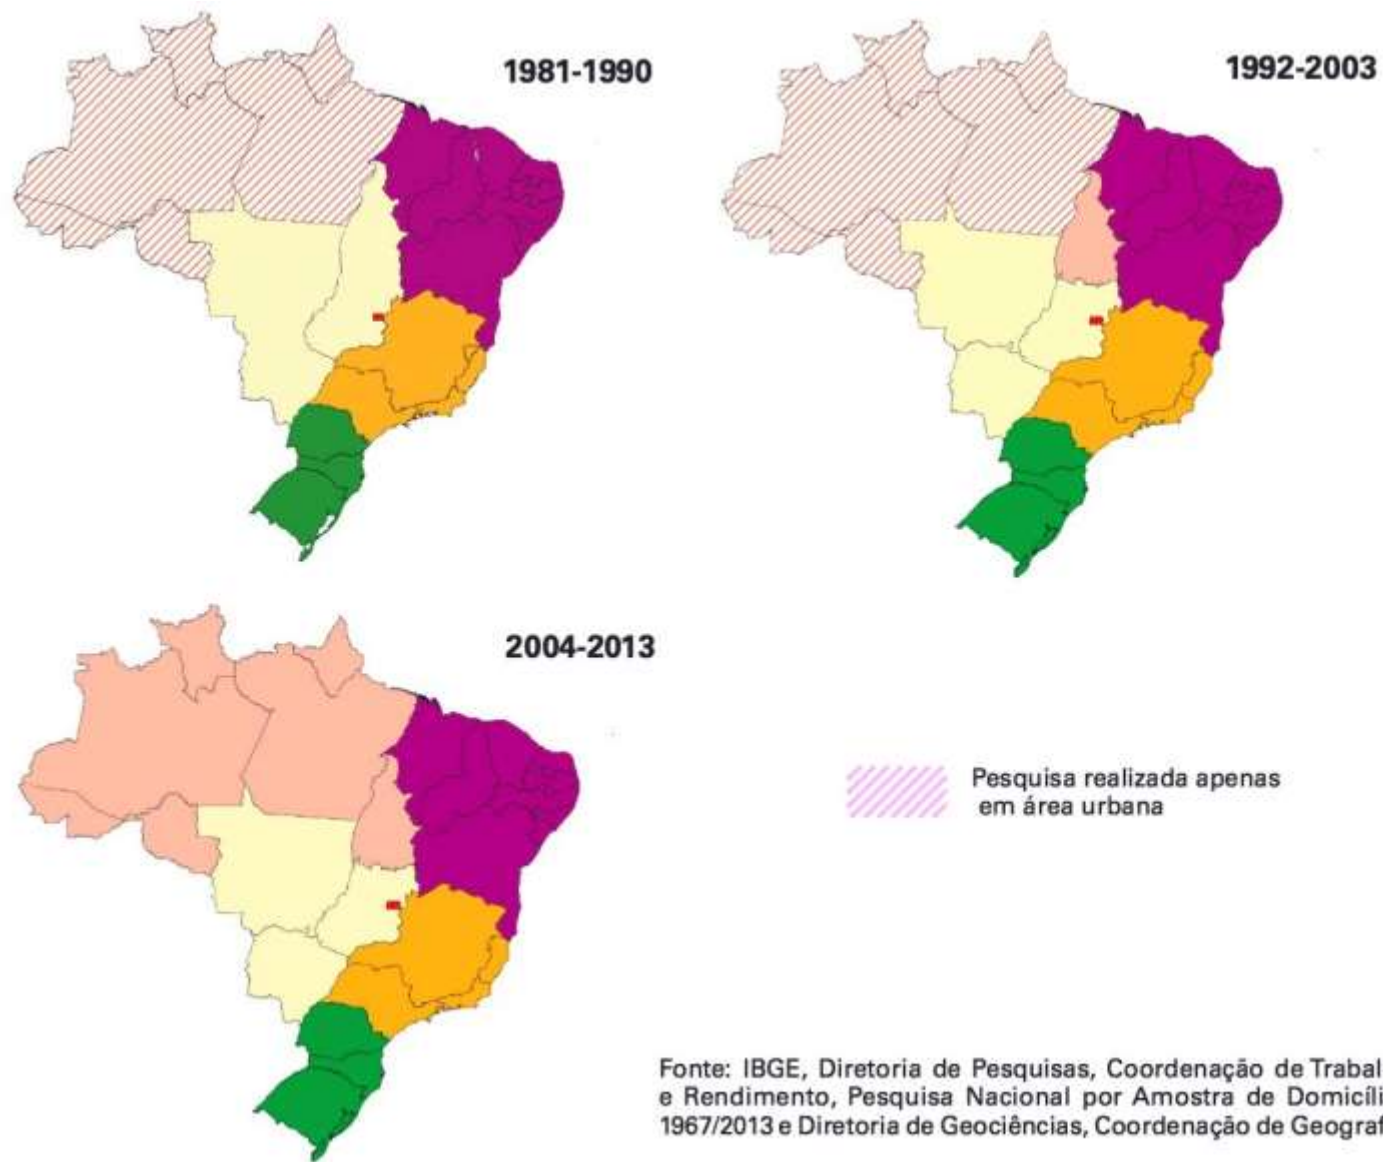 1981-1990
1992-2003
2004-2013
Pesquisa realizada apenas
em área urbana
Fonte: IBGE, Diretoria de Pesquisas, Coordenação de Trabal
e Rendimento, Pesquisa Nacional por Amostra de Domicíli
1967/2013 e Diretoria de Geociências, Coordenação de Geograf